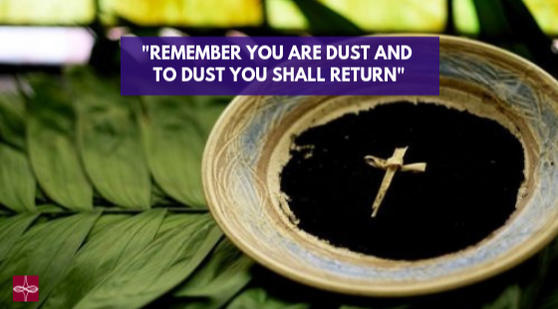 "REMEMBER YOU ARE DUST AND
TO DUST YOU SHALL RETURN"